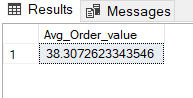 Results Messages
Avg_Order_value
1 38.3072623343546